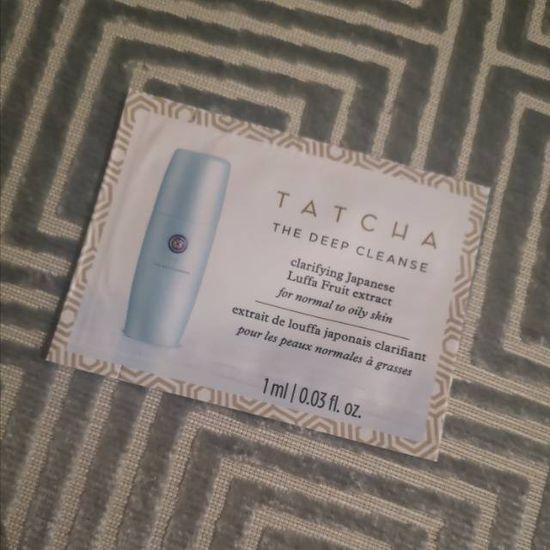 TATCHA
THE DEEP CLEANSE
clarifying Japanese
Luffa Fruit extract
for normal to oily skin
extrait de louffa japonais clarifiant
pour les peaux normales à grasses
1 ml | 0.03 fl. oz.